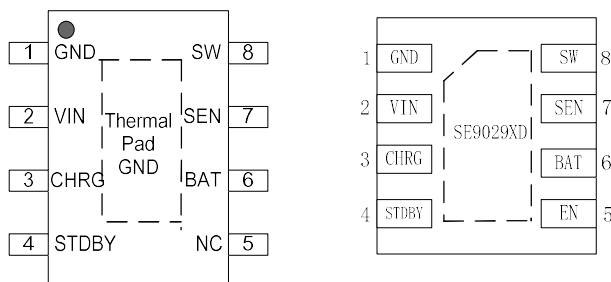 1 GND SW 8
2 VIN SEN 7
Thermal
Pad
GND
3 CHRG BAT 6
4 STDBY NC 5
1 GND SW 8
2 VIN SEN 7
SE9029XD
3 CHRG BAT 6
4 STDBY EN 5